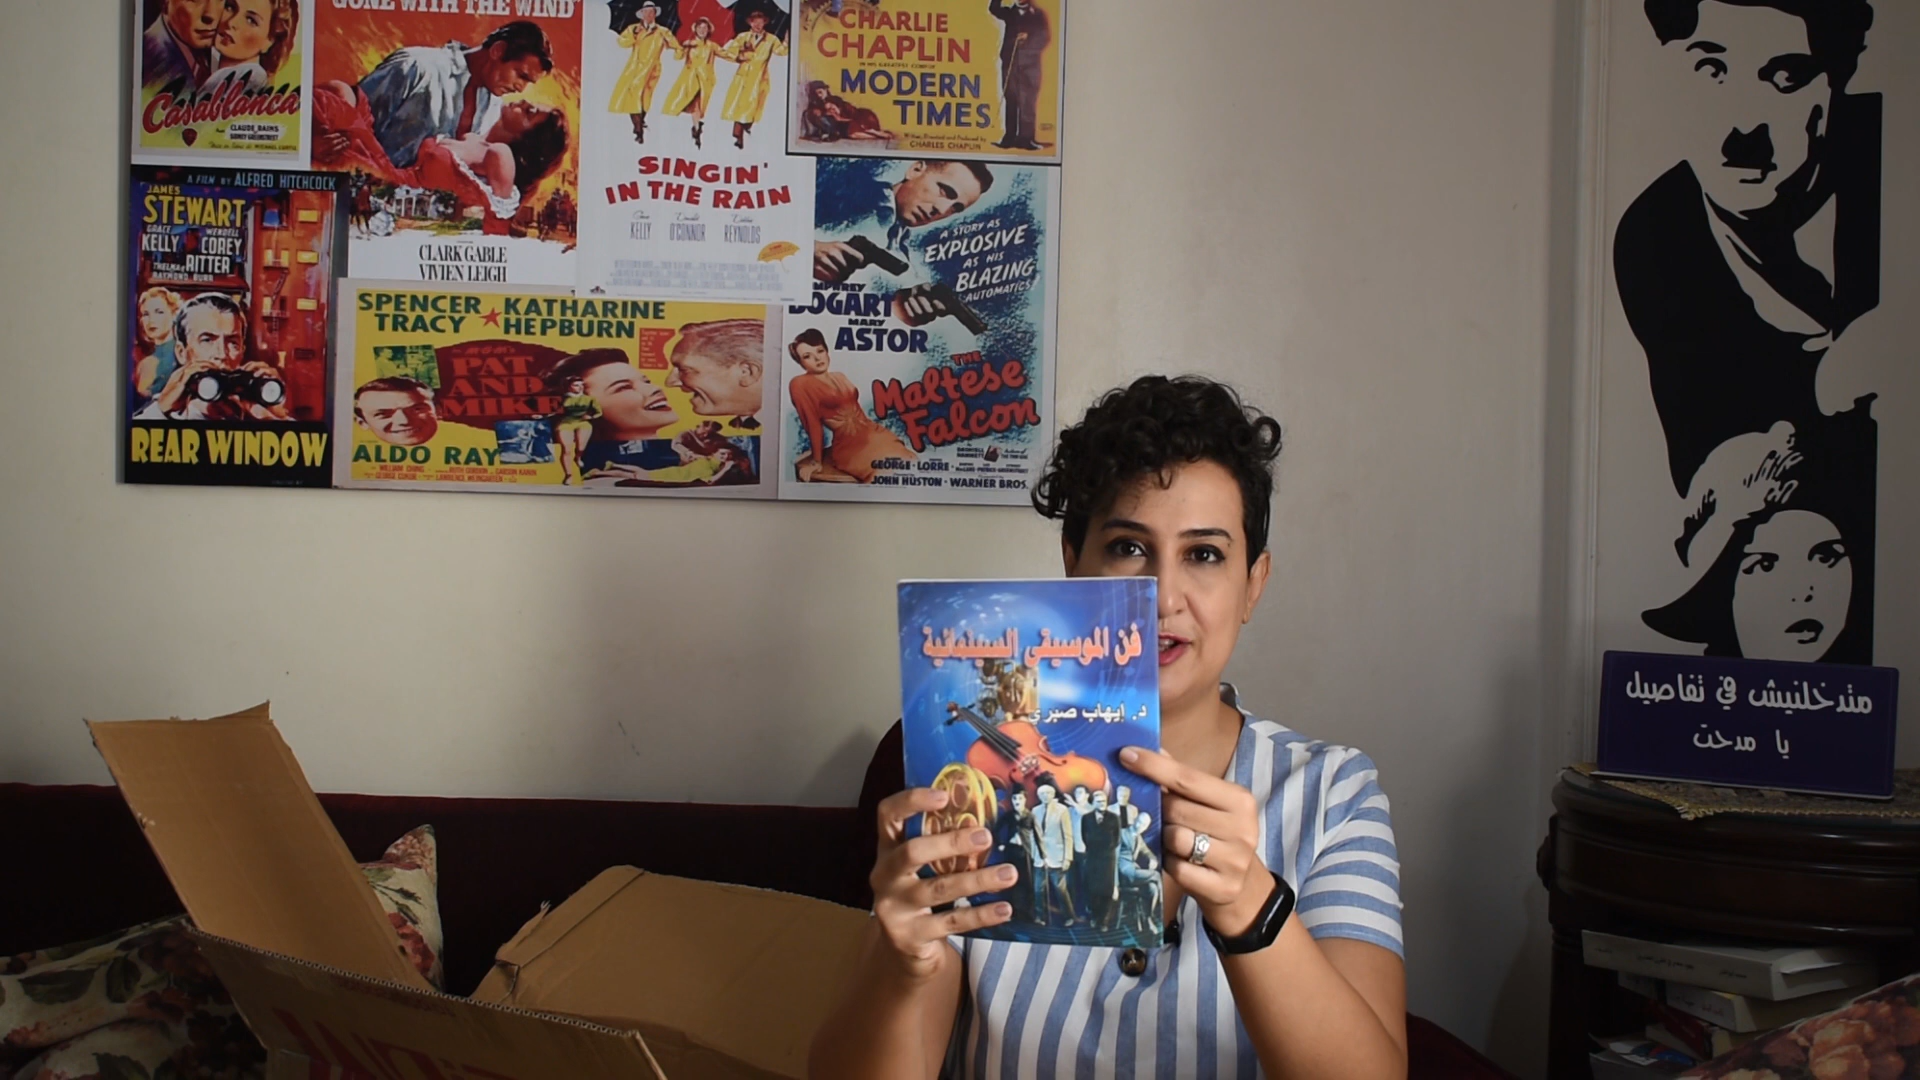 Casablanca
CLAUDE RAINS
GONE WITH THE WIND
CLARK GABLE
VIVIEN LEIGH
SINGIN'
IN THE RAIN
KELLY O'CONNOR REYNOLDS
CHARLIE
CHAPLIN
MODERN
TIMES
CHARLES CHAPLIN
A FILM BY ALFRED HITCHCOCK
JAMES
STEWART
GRACE
KELLY
WENDELL
COREY
THELMA
RITTER
RAYMOND BURR
REAR WINDOW
SPENCER KATHARINE
TRACY HEPBURN
PAT
AND
MIKE
ALDO RAY
A STORY AS
EXPLOSIVE
AS HIS
BLAZING
AUTOMATICS!
BOGART
MARY
ASTOR
THE
Maltese
Falcon
GEORGE · LORRE
JOHN HUSTON · WARNER BROS.
فن الموسيقى السينمائية
د. إيهاب صبري
متدخلنيش في تفاصيل
يا مدحت